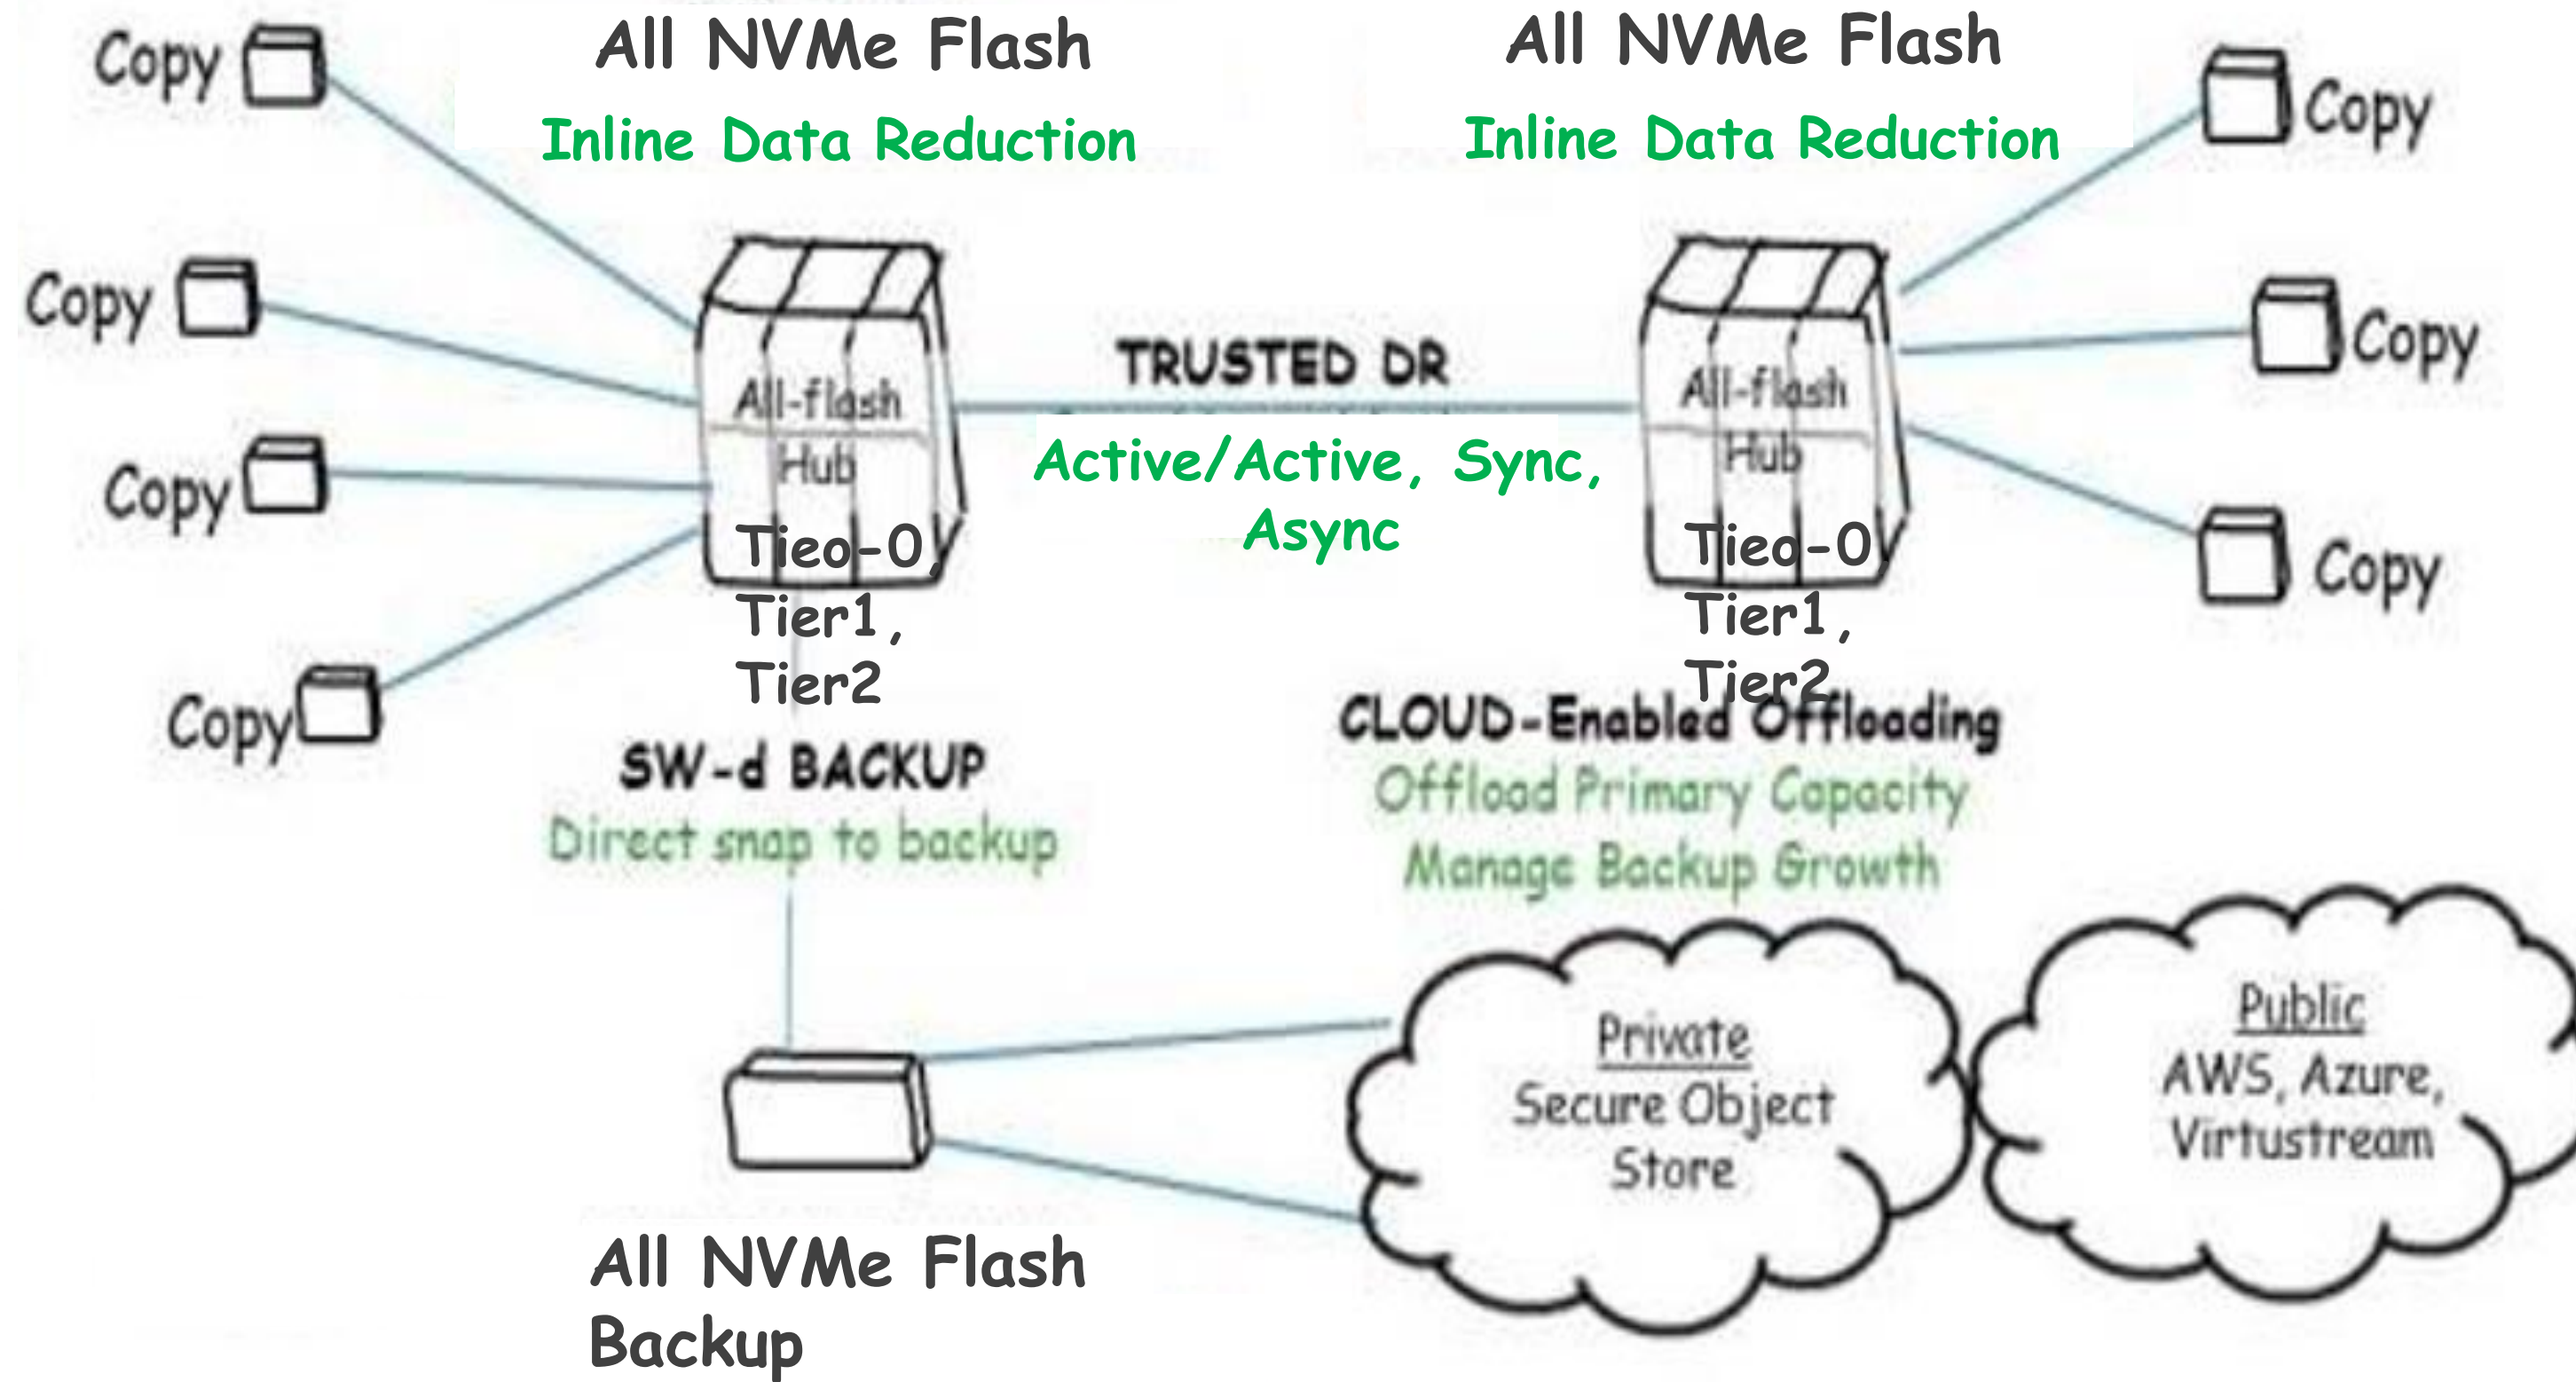 Copy
All NVMe Flash
Inline Data Reduction
All NVMe Flash
Inline Data Reduction
Copy
Copy
Copy
Copy
Copy
Copy
All-flash
Hub
Tieo-0,
Tier1,
Tier2
TRUSTED DR
Active/Active, Sync,
Async
All-flash
Hub
Tieo-0
Tier1,
Tier2
SW-d BACKUP
Direct snap to backup
CLOUD-Enabled Offloading
Offload Primary Capacity
Manage Backup Growth
Private
Secure Object
Store
Public
AWS, Azure,
Virtustream
All NVMe Flash
Backup